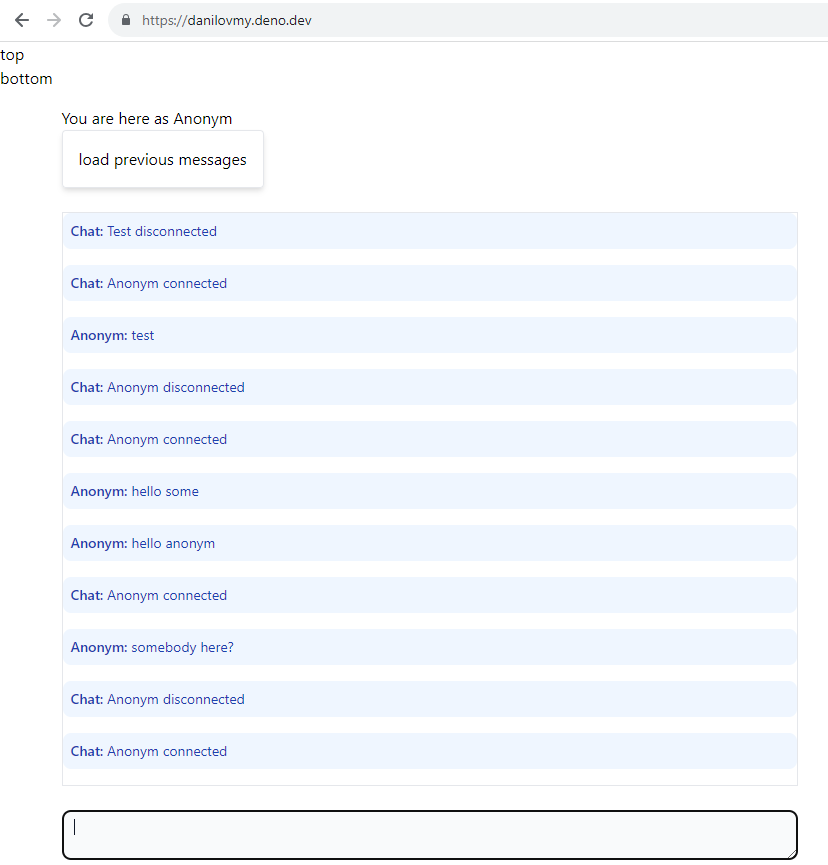 https://danilovmy.deno.dev
top
bottom
You are here as Anonym
load previous messages
Chat: Test disconnected
Chat: Anonym connected
Anonym: test
Chat: Anonym disconnected
Chat: Anonym connected
Anonym: hello some
Anonym: hello anonym
Chat: Anonym connected
Anonym: somebody here?
Chat: Anonym disconnected
Chat: Anonym connected